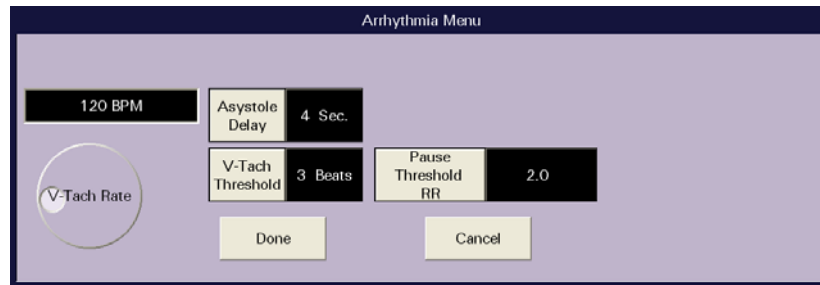 Arrhythmia Menu
120 BPM
Asystole
Delay
4 Sec.
V-Tach Rate
V-Tach
Threshold
3 Beats
Pause
Threshold
RR
2.0
Done
Cancel